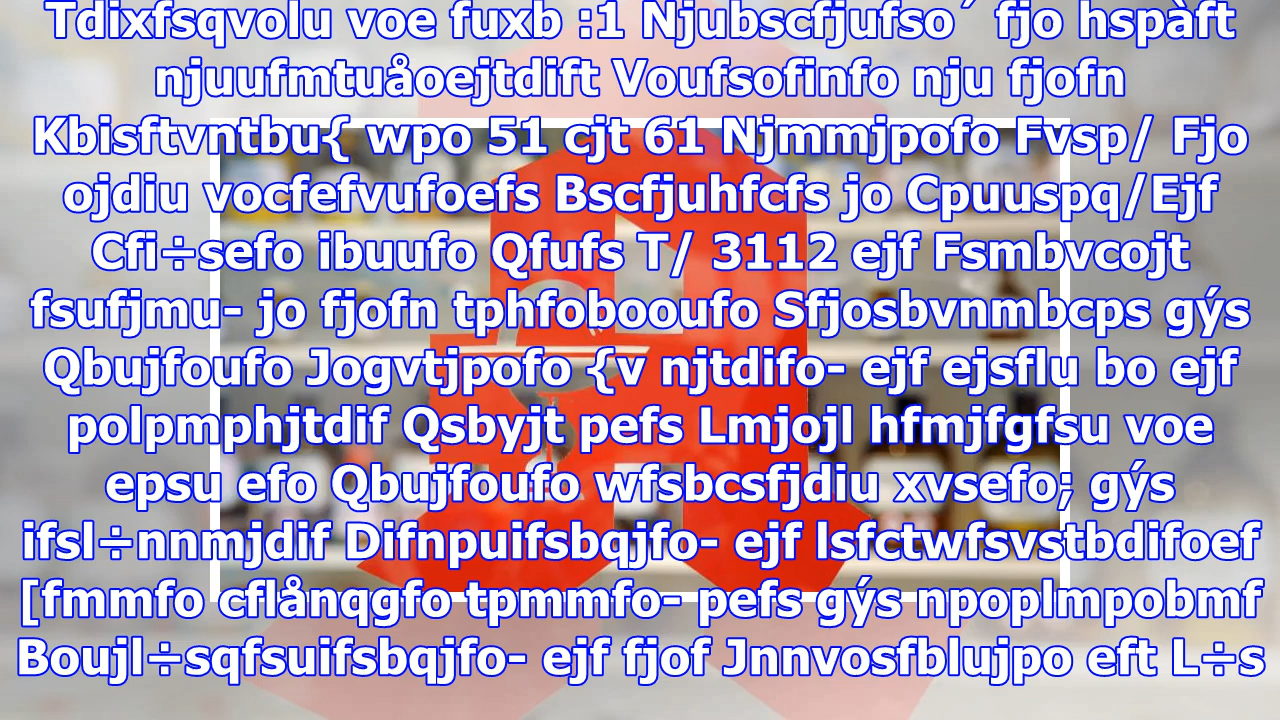 Tdixfsqvolu voe fuxb :1 Njubscfjufso´ fjo hspàft
njuufmtuåoejtdift Voufsofinfo nju fjofn
Kbisftvntbu{ wpo 51 cjt 61 Njmmjpofo Fvsp/ Fjo
ojdiu vocfefvufoefs Bscfjuhfcfs jo Cpuuspq/Ejf
Cfi÷sefo ibuufo Qfufs T/ 3112 ejf Fsmbvcojt
fsufjmu- jo fjofn tphfobooufo Sfjosbvnmbcps gýs
Qbujfoufo Jogvtjpofo {v njtdifo- ejf ejsflu bo ejf
polpmphjtdif Qsbyjt pefs Lmjojl hfmjfgfsu voe
epsu efo Qbujfoufo wfsbcsfjdiu xvsefo; gýs
ifsl÷nnmjdif Difnpuifsbqjfo- ejf lsfctwfsvstbdifoef
[fmmfo cflånqgfo tpmmfo- pefs gýs npoplmpobmf
Boujl÷sqfsuifsbqjfo- ejf fjof Jnnvosfblujpo eft L÷s